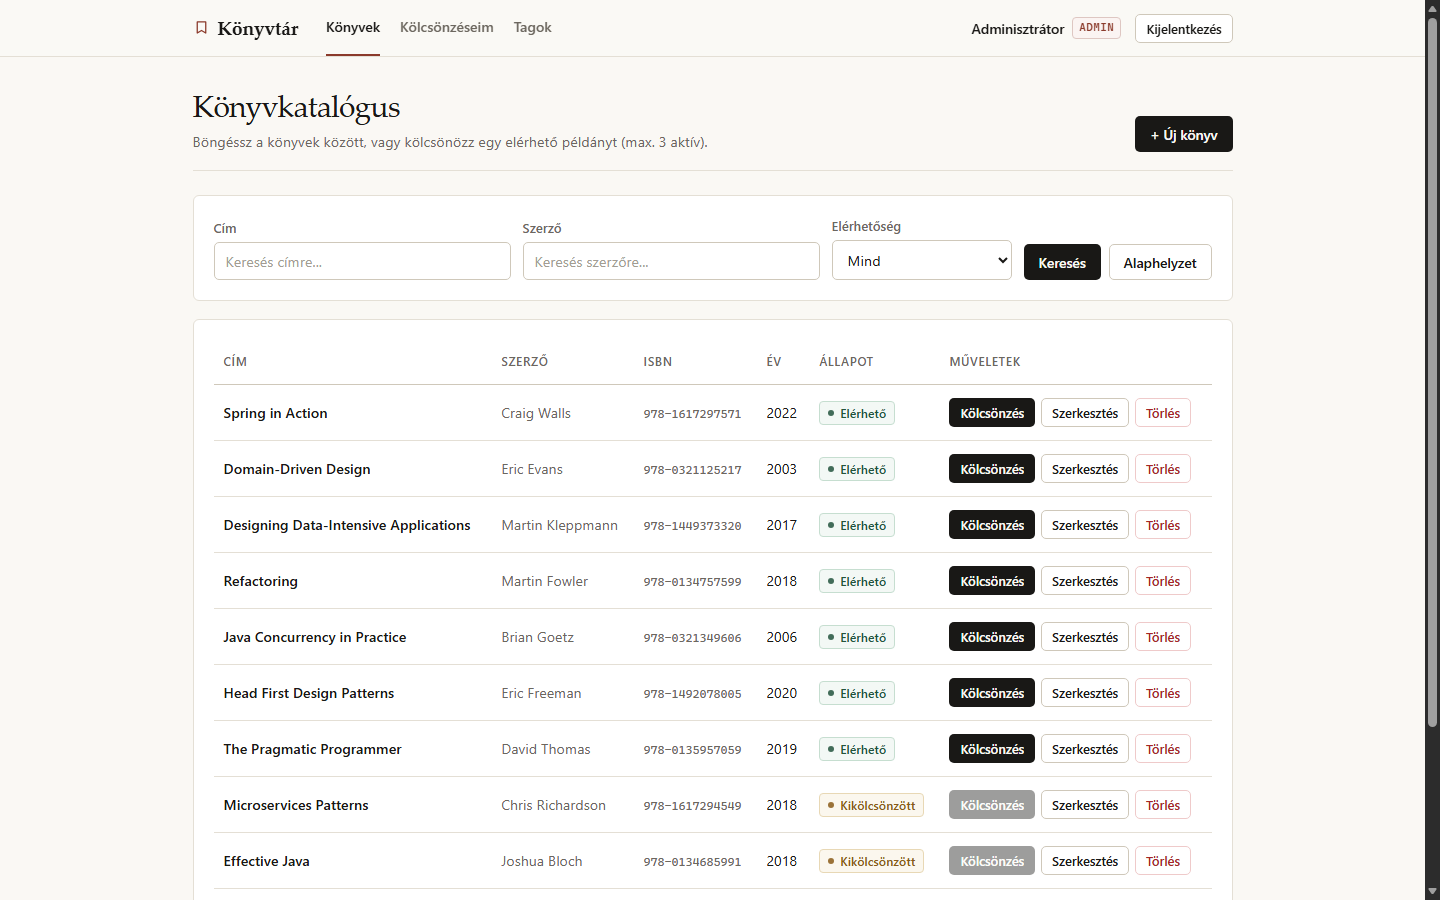 Könyvtár Könyvek Kölcsönzéseim Tagok Adminisztrátor ADMIN Kijelentkezés
Könyvkatalógus
Böngéssz a könyvek között, vagy kölcsönözz egy elérhető példányt (max. 3 aktív).
+ Új könyv
Cím Szerző Elérhetőség
Keresés címre... Keresés szerzőre... Mind Keresés Alaphelyzet
CÍM SZERZŐ ISBN ÉV ÁLLAPOT MŰVELETEK
Spring in Action Craig Walls 978-1617297571 2022 Elérhető Kölcsönzés Szerkesztés Törlés
Domain-Driven Design Eric Evans 978-0321125217 2003 Elérhető Kölcsönzés Szerkesztés Törlés
Designing Data-Intensive Applications Martin Kleppmann 978-1449373320 2017 Elérhető Kölcsönzés Szerkesztés Törlés
Refactoring Martin Fowler 978-0134757599 2018 Elérhető Kölcsönzés Szerkesztés Törlés
Java Concurrency in Practice Brian Goetz 978-0321349606 2006 Elérhető Kölcsönzés Szerkesztés Törlés
Head First Design Patterns Eric Freeman 978-1492078005 2020 Elérhető Kölcsönzés Szerkesztés Törlés
The Pragmatic Programmer David Thomas 978-0135957059 2019 Elérhető Kölcsönzés Szerkesztés Törlés
Microservices Patterns Chris Richardson 978-1617294549 2018 Kikölcsönzött Kölcsönzés Szerkesztés Törlés
Effective Java Joshua Bloch 978-0134685991 2018 Kikölcsönzött Kölcsönzés Szerkesztés Törlés